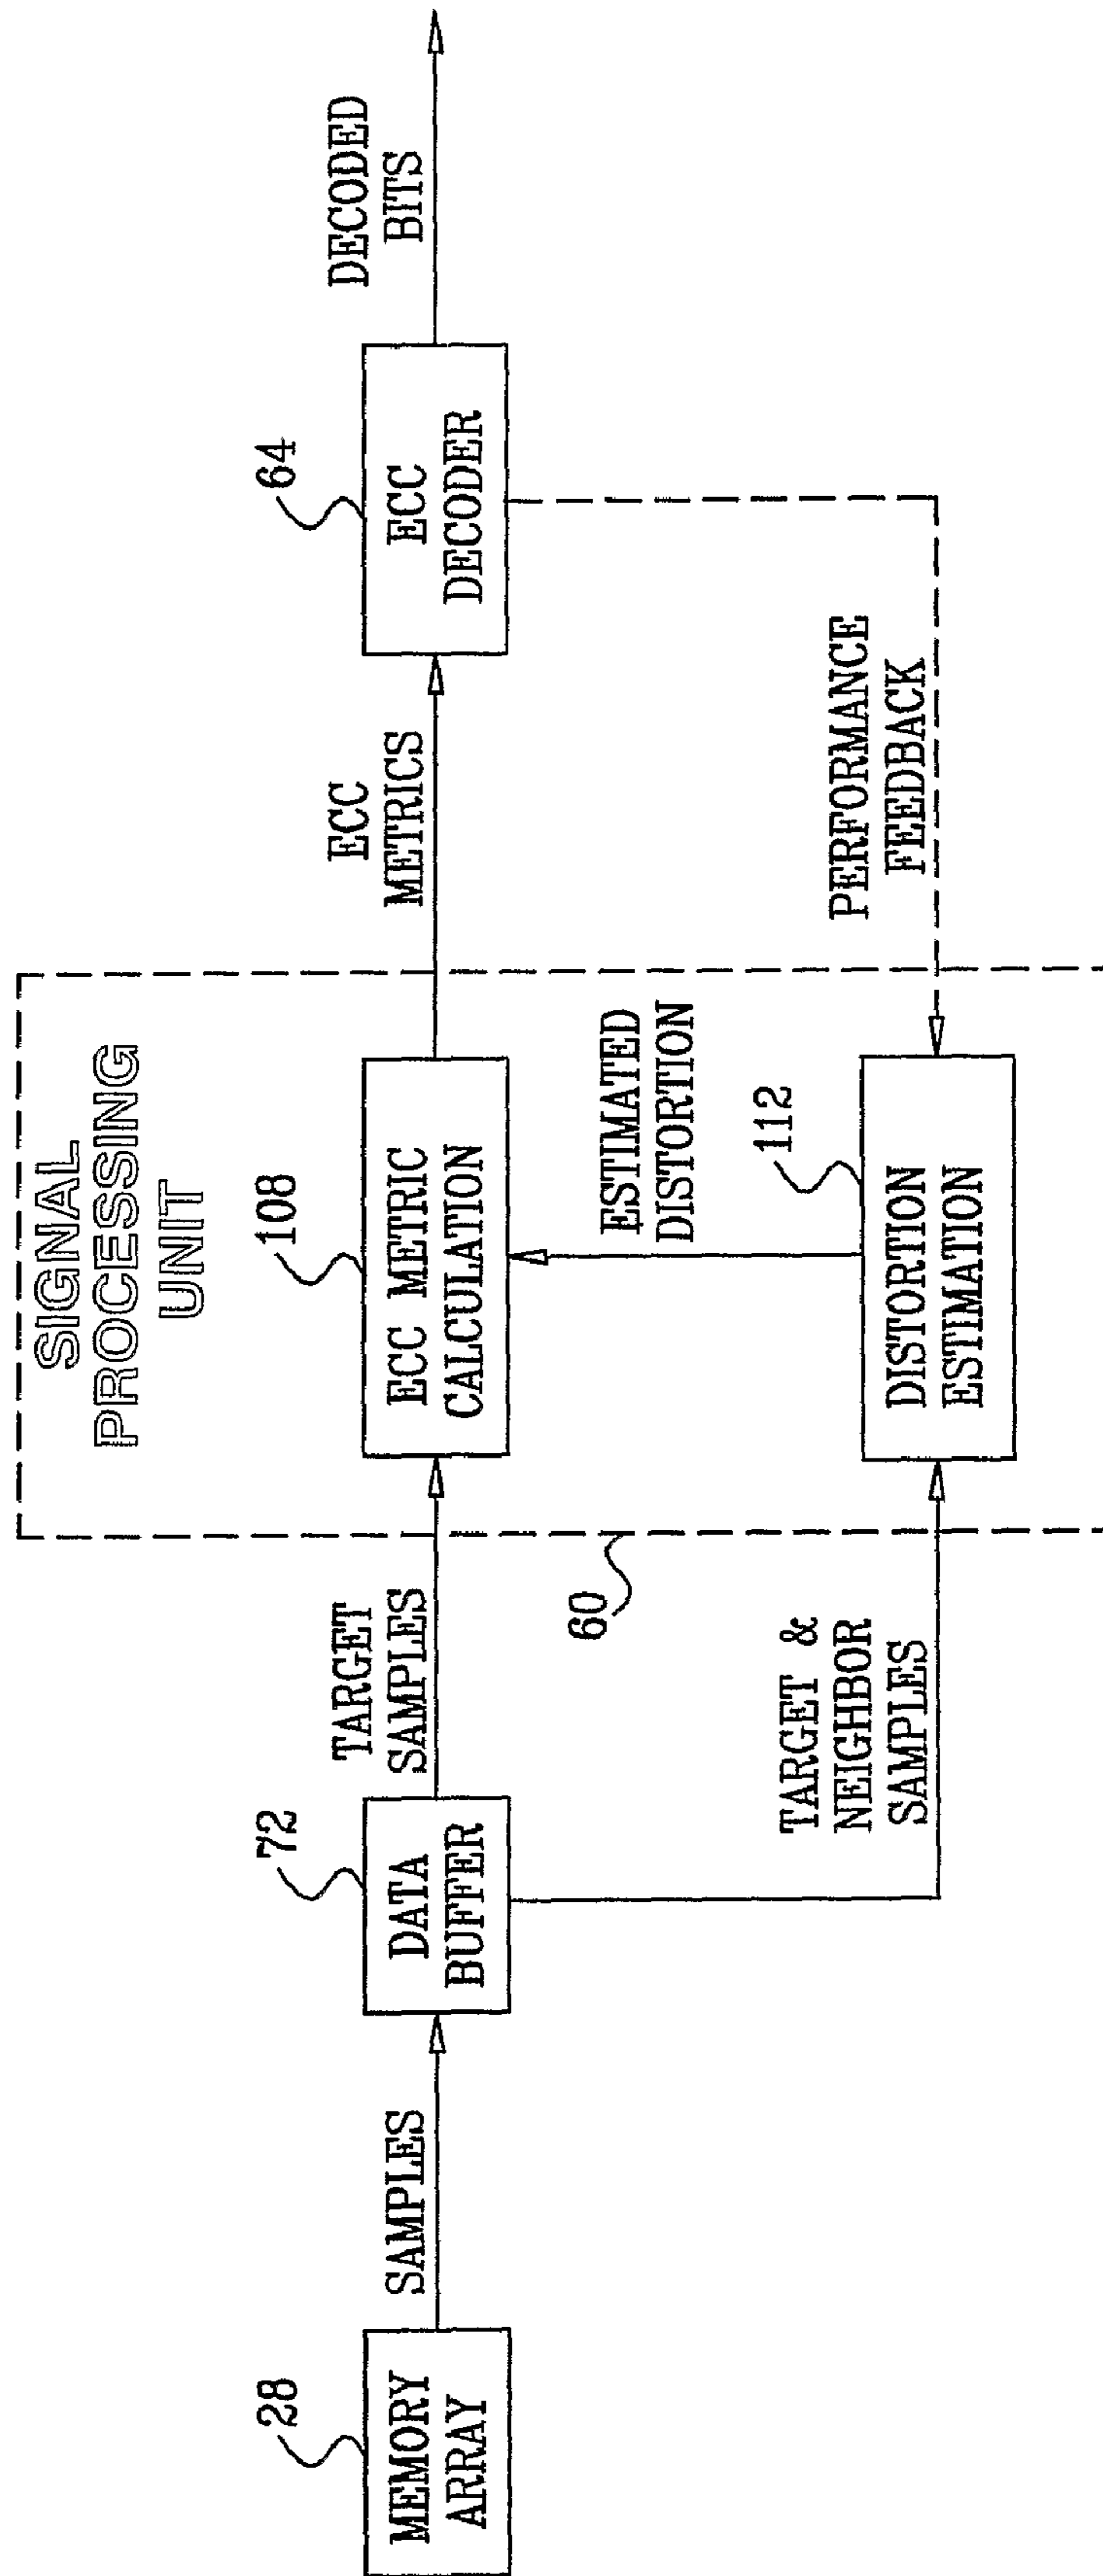 SIGNAL
PROCESSING
UNIT
28
MEMORY
ARRAY
SAMPLES
72
DATA
BUFFER
TARGET
SAMPLES
108
ECC METRIC
CALCULATION
ECC
METRICS
64
ECC
DECODER
DECODED
BITS
60
TARGET &
NEIGHBOR
SAMPLES
ESTIMATED
DISTORTION
112
DISTORTION
ESTIMATION
PERFORMANCE
FEEDBACK